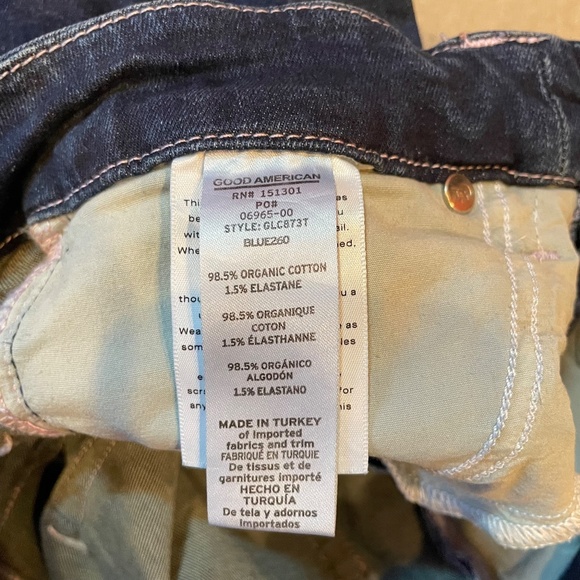 GOOD AMERICAN
RN# 151301
PO#
06965-00
STYLE: GLC873T
BLUE260
98.5% ORGANIC COTTON
1.5% ELASTANE
98.5% ORGANIQUE
COTON
1.5% ÉLASTHANNE
98.5% ORGÁNICO
ALGODÓN
1.5% ELASTANO
MADE IN TURKEY
of imported
fabrics and trim
FABRIQUÉ EN TURQUIE
De tissus et de
garnitures importé
HECHO EN
TURQUÍA
De tela y adornos
Importados